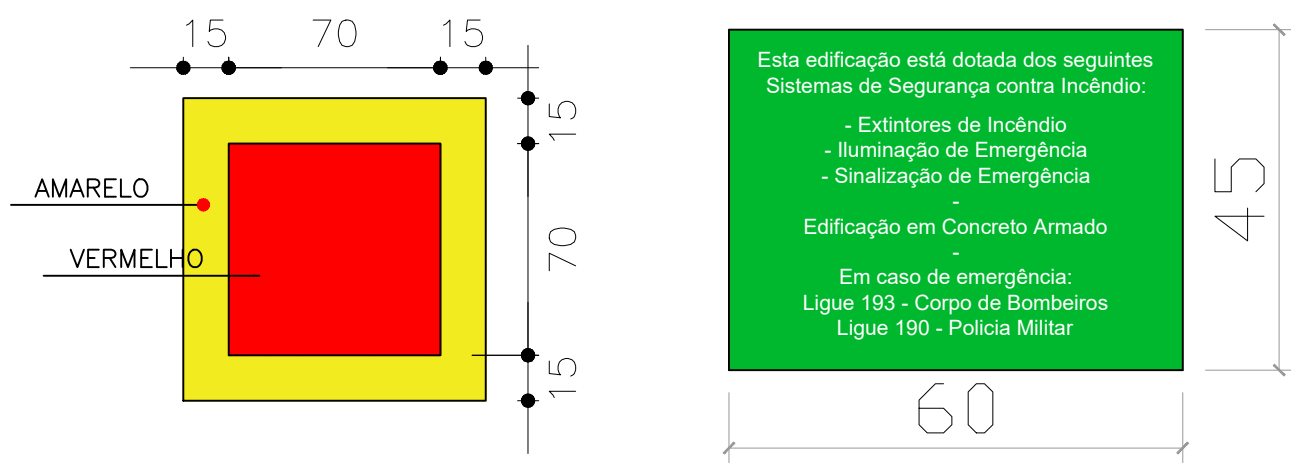 15 70 15
15
70
15
AMARELO
VERMELHO
Esta edificação está dotada dos seguintes
Sistemas de Segurança contra Incêndio:
- Extintores de Incêndio
- Iluminação de Emergência
- Sinalização de Emergência
-
Edificação em Concreto Armado
-
Em caso de emergência:
Ligue 193 - Corpo de Bombeiros
Ligue 190 - Policia Militar
45
60